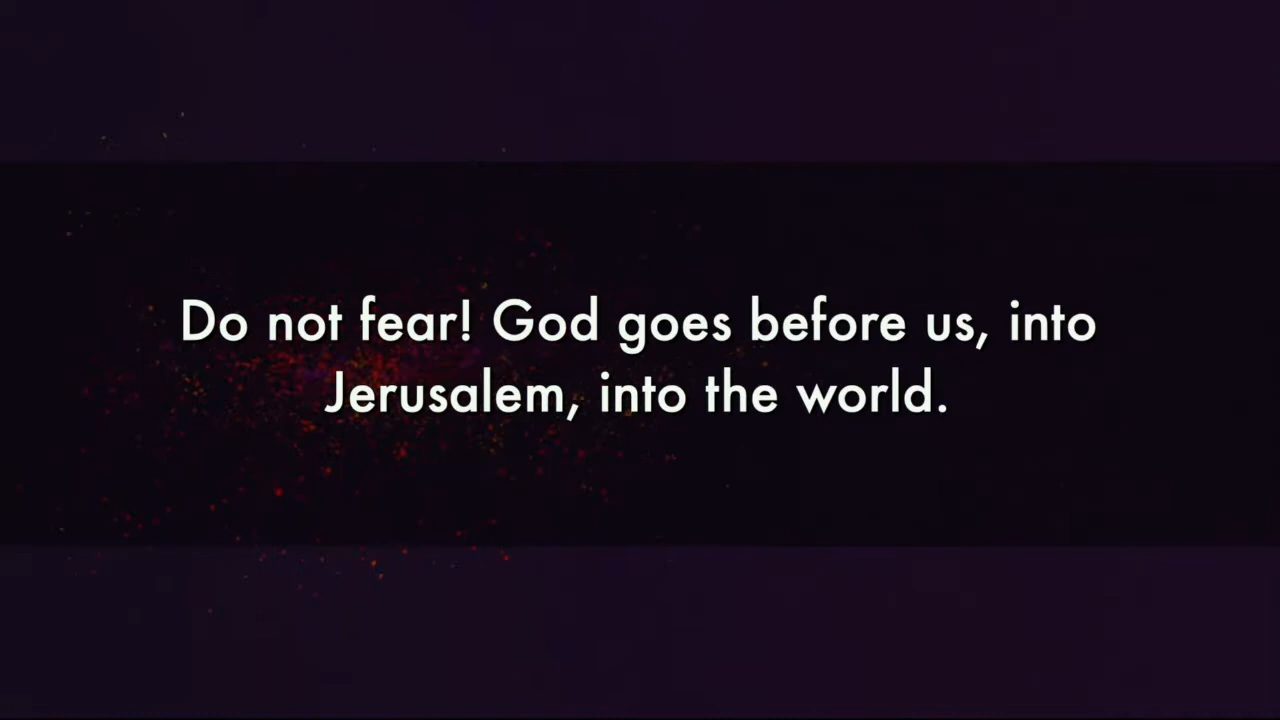 Do not fear! God goes before us, into
Jerusalem, into the world.